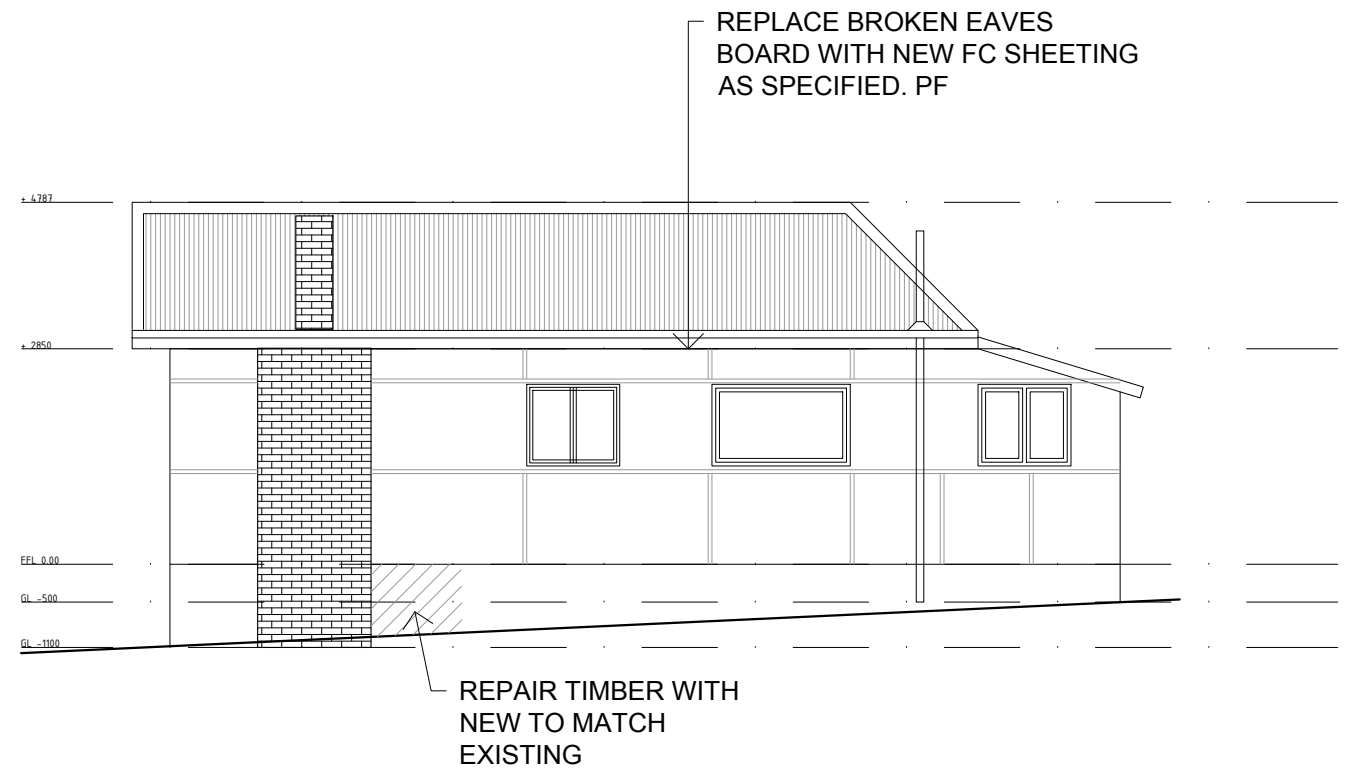 REPLACE BROKEN EAVES
BOARD WITH NEW FC SHEETING
AS SPECIFIED. PF
+ 4787
+ 2850
FFL 0.00
GL -500
GL -1100
REPAIR TIMBER WITH
NEW TO MATCH
EXISTING